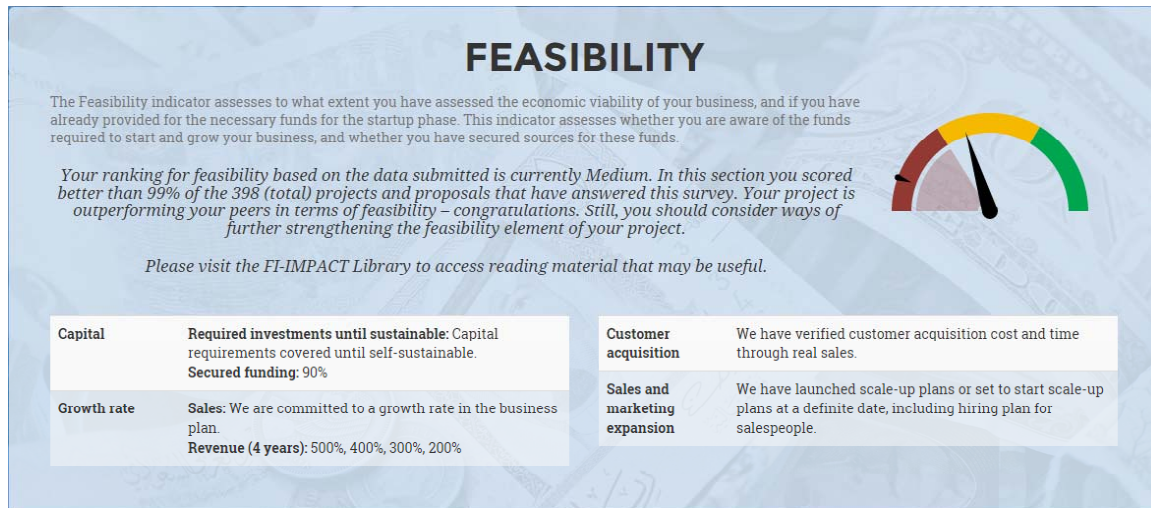 FEASIBILITY
The Feasibility indicator assesses to what extent you have assessed the economic viability of your business, and if you have
already provided for the necessary funds for the startup phase. This indicator assesses whether you are aware of the funds
required to start and grow your business, and whether you have secured sources for these funds.
Your ranking for feasibility based on the data submitted is currently Medium. In this section you scored
better than 99% of the 398 (total) projects and proposals that have answered this survey. Your project is
outperforming your peers in terms of feasibility – congratulations. Still, you should consider ways of
further strengthening the feasibility element of your project.
Please visit the FI-IMPACT Library to access reading material that may be useful.
Capital
Required investments until sustainable: Capital
requirements covered until self-sustainable.
Secured funding: 90%
Growth rate
Sales: We are committed to a growth rate in the business
plan.
Revenue (4 years): 500%, 400%, 300%, 200%
Customer
acquisition
We have verified customer acquisition cost and time
through real sales.
Sales and
marketing
expansion
We have launched scale-up plans or set to start scale-up
plans at a definite date, including hiring plan for
salespeople.